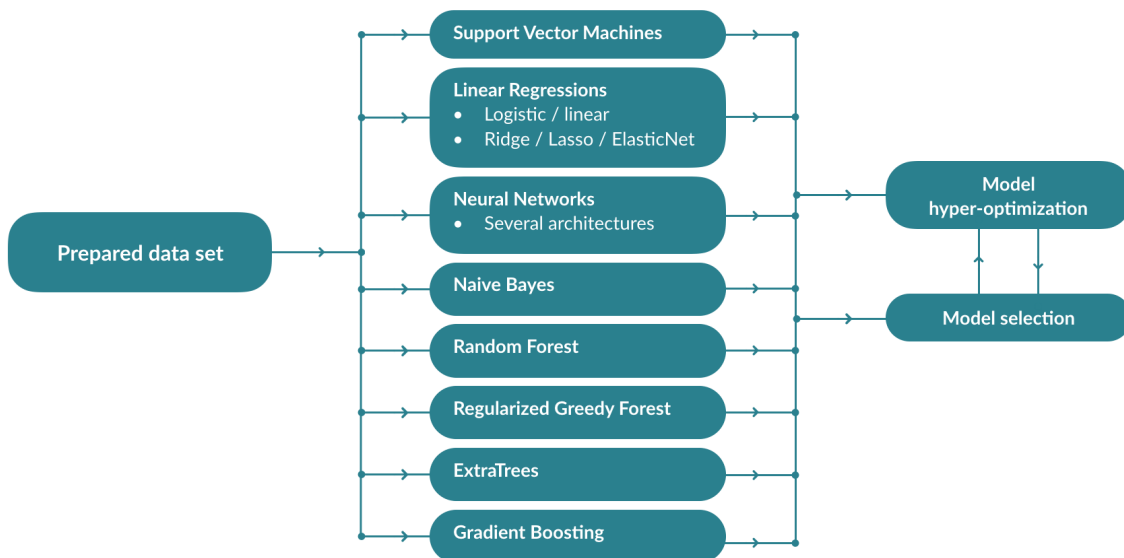 Prepared data set
Support Vector Machines
Linear Regressions
• Logistic / linear
• Ridge / Lasso / ElasticNet
Neural Networks
• Several architectures
Naive Bayes
Random Forest
Regularized Greedy Forest
ExtraTrees
Gradient Boosting
Model
hyper-optimization
Model selection